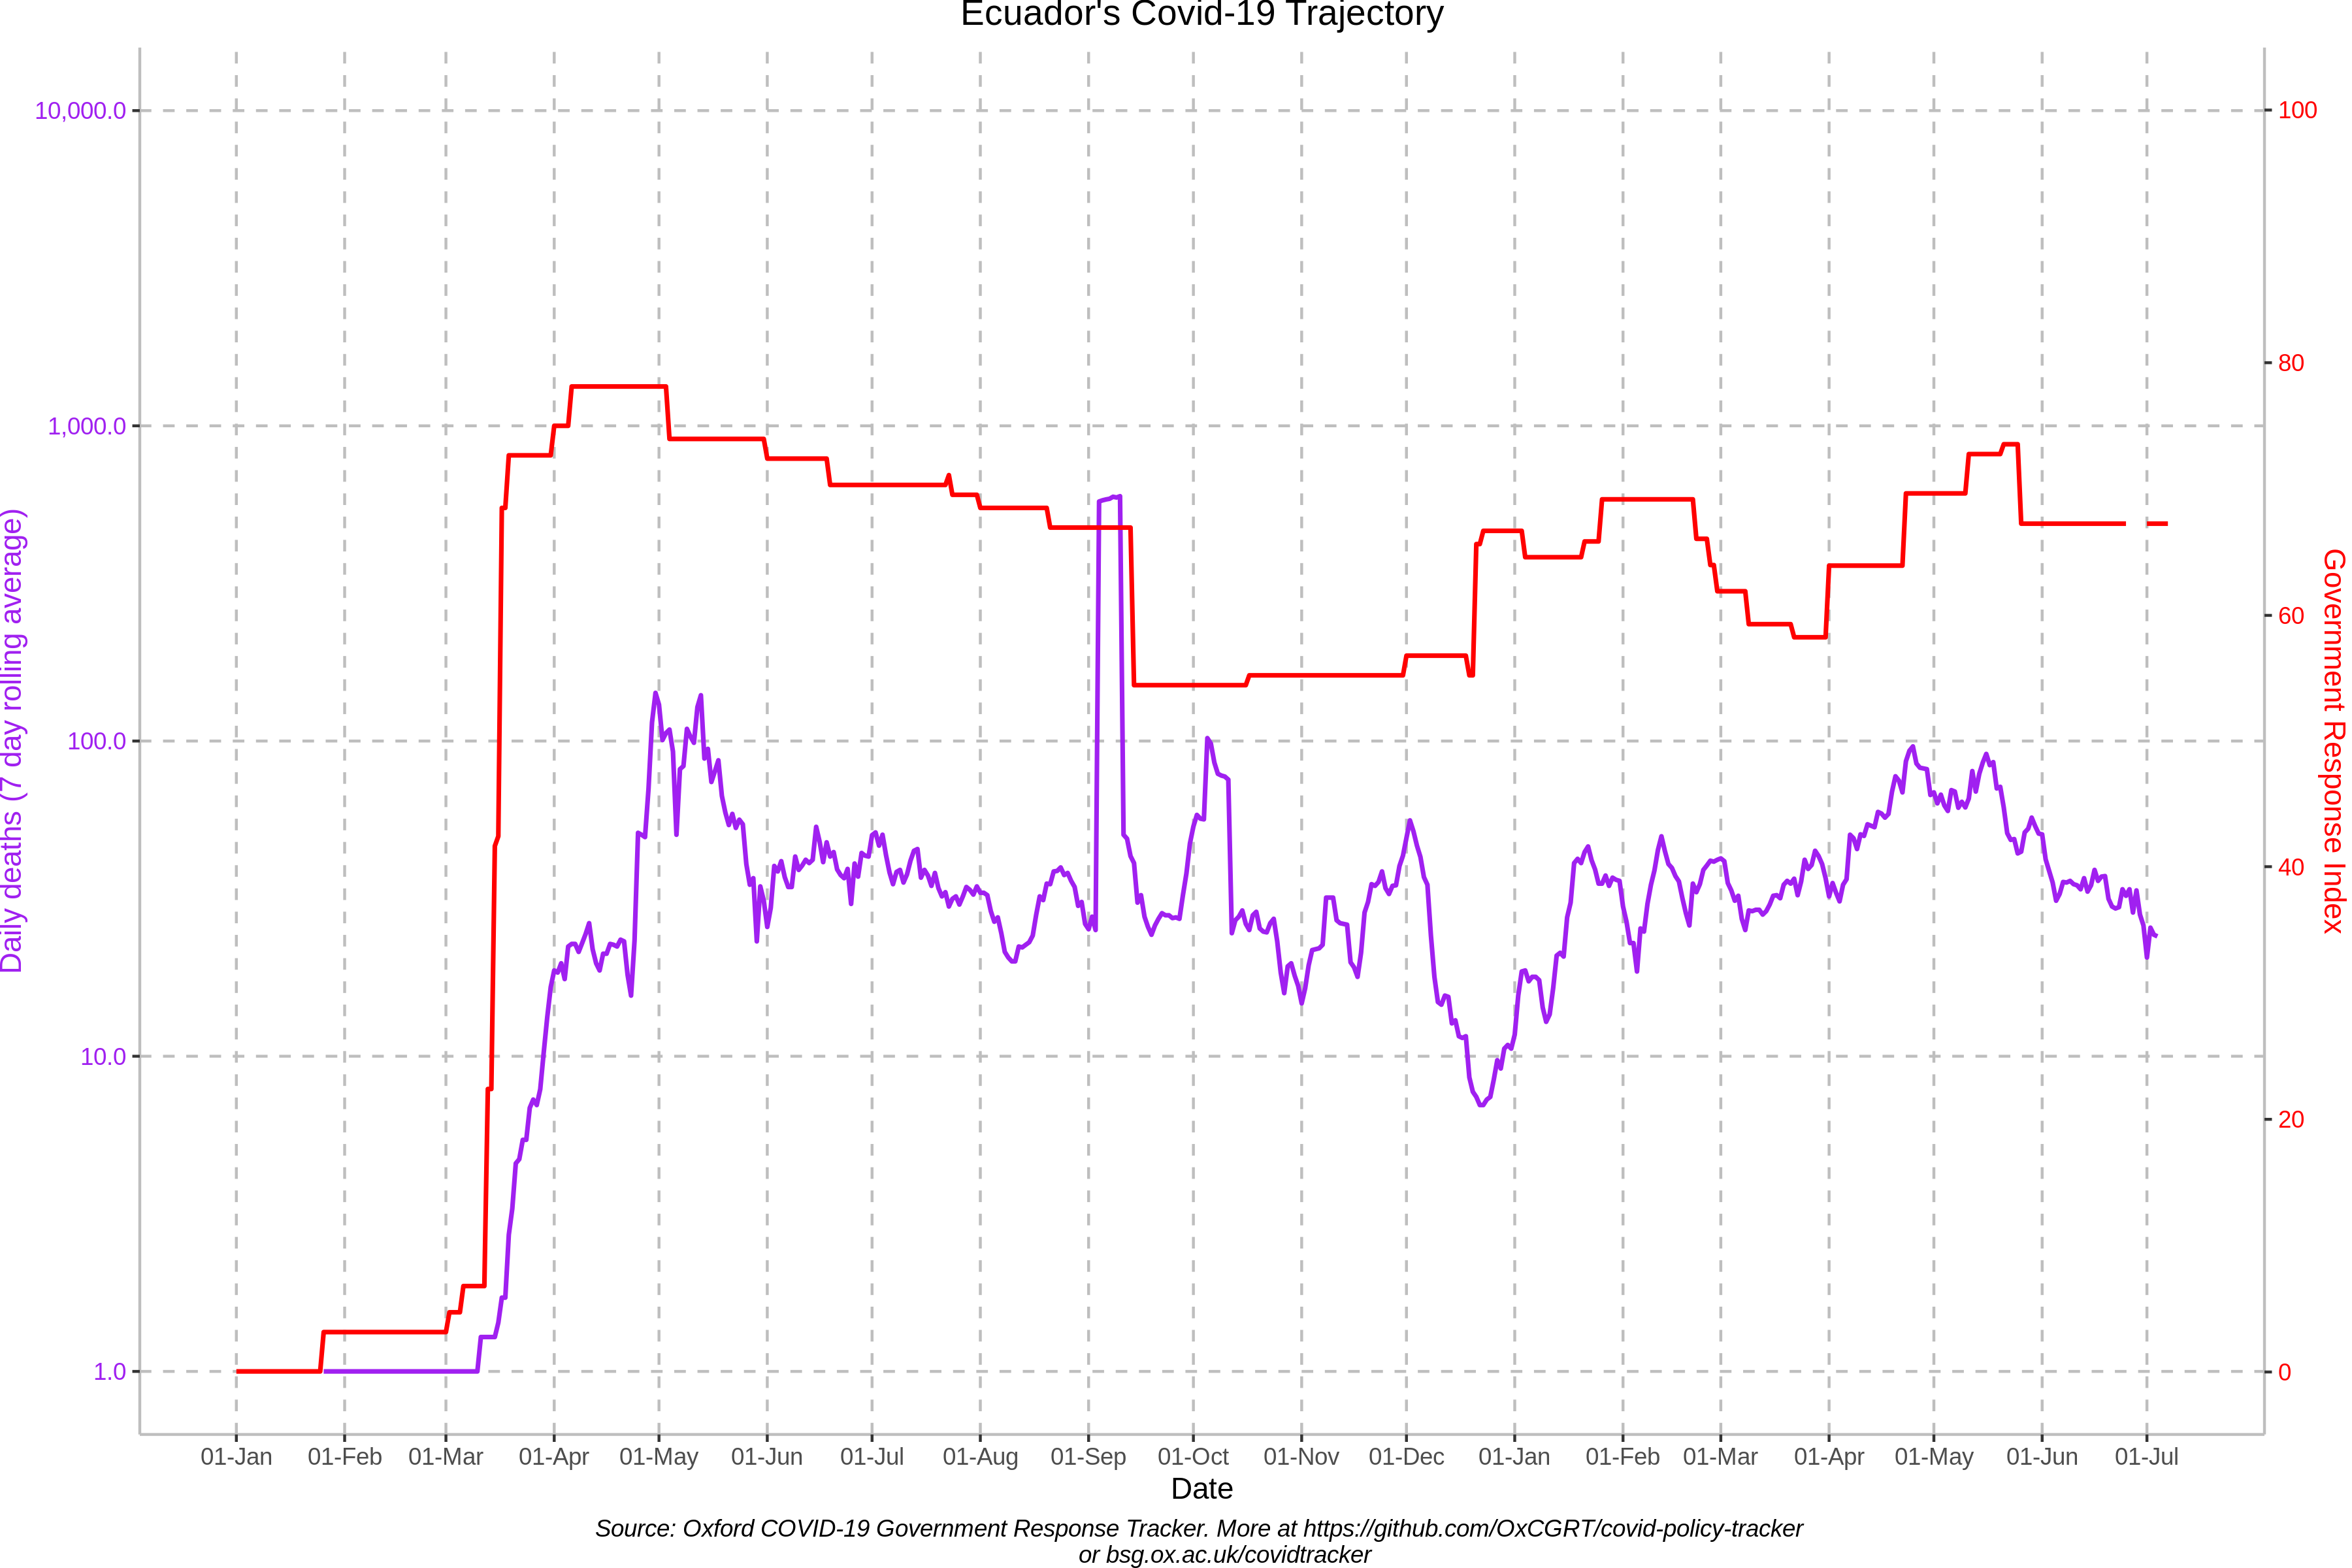 Ecuador's Covid-19 Trajectory
10,000.0
1,000.0
100.0
10.0
1.0
Daily deaths (7 day rolling average)
100
80
60
40
20
0
Government Response Index
01-Jan 01-Feb 01-Mar 01-Apr 01-May 01-Jun 01-Jul 01-Aug 01-Sep 01-Oct 01-Nov 01-Dec 01-Jan 01-Feb 01-Mar 01-Apr 01-May 01-Jun 01-Jul
Date
Source: Oxford COVID-19 Government Response Tracker. More at https://github.com/OxCGRT/covid-policy-tracker
or bsg.ox.ac.uk/covidtracker